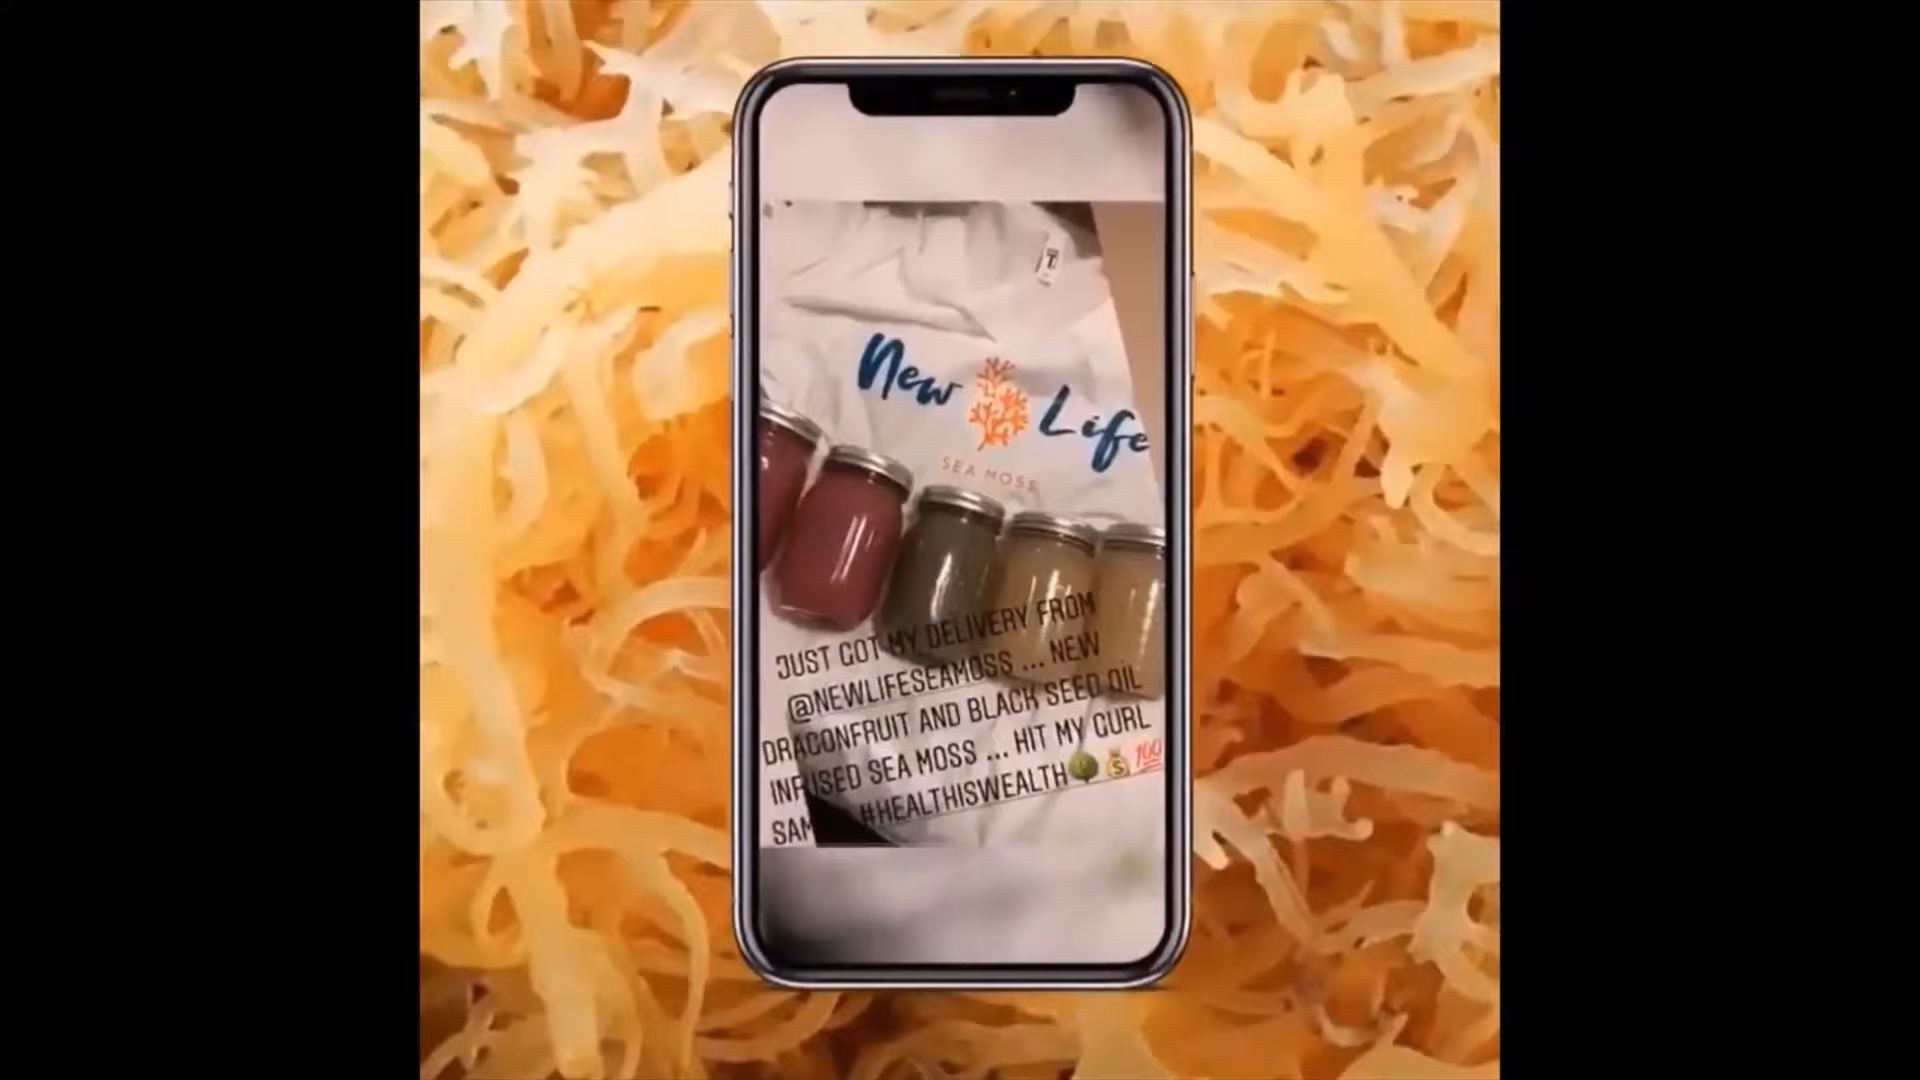 New Life
SEA MOSS
JUST GOT MY DELIVERY FROM
@NEWLIFESEAMOSS ... NEW
DRAGONFRUIT AND BLACK SEED OIL
INFUSED SEA MOSS ... HIT MY GURL
#HEALTHISWEALTH💯